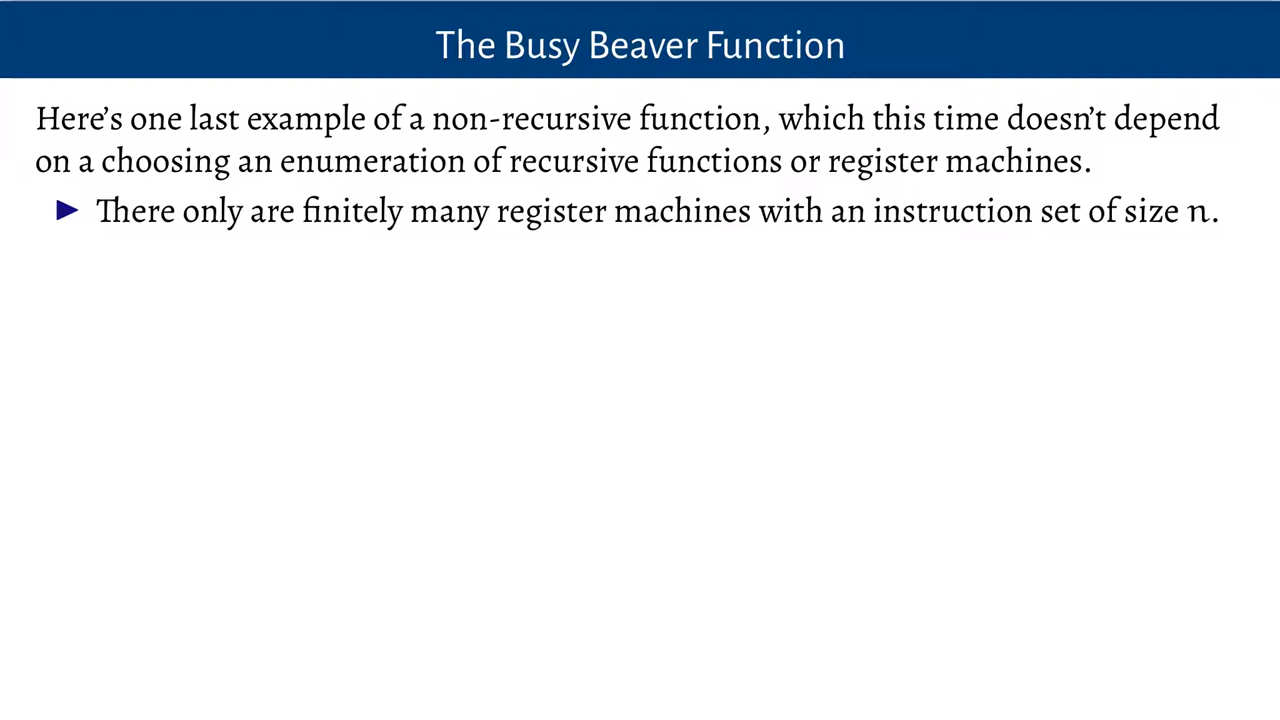 The Busy Beaver Function
Here's one last example of a non-recursive function, which this time doesn't depend
on a choosing an enumeration of recursive functions or register machines.
► There only are finitely many register machines with an instruction set of size n.